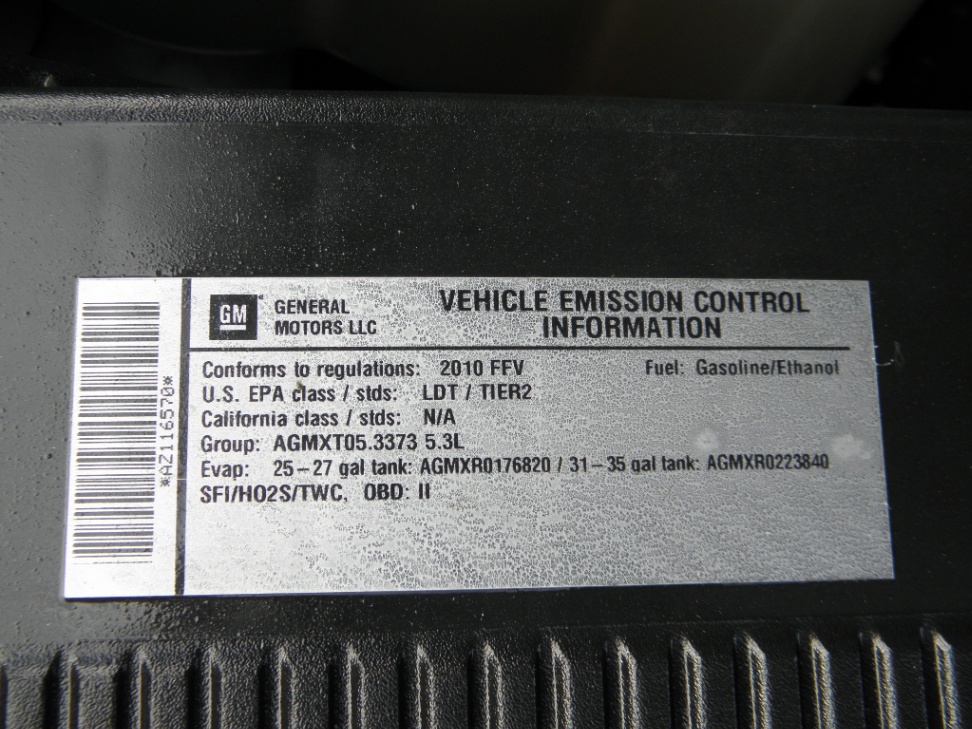 *AZ116570*
GM
GENERAL
MOTORS LLC
VEHICLE EMISSION CONTROL
INFORMATION
Conforms to regulations: 2010 FFV Fuel: Gasoline/Ethanol
U.S. EPA class / stds: LDT / TIER2
California class / stds: N/A
Group: AGMXT05.3373 5.3L
Evap: 25-27 gal tank: AGMXR0176820 / 31-35 gal tank: AGMXR0223840
SFI/HO2S/TWC, OBD: II